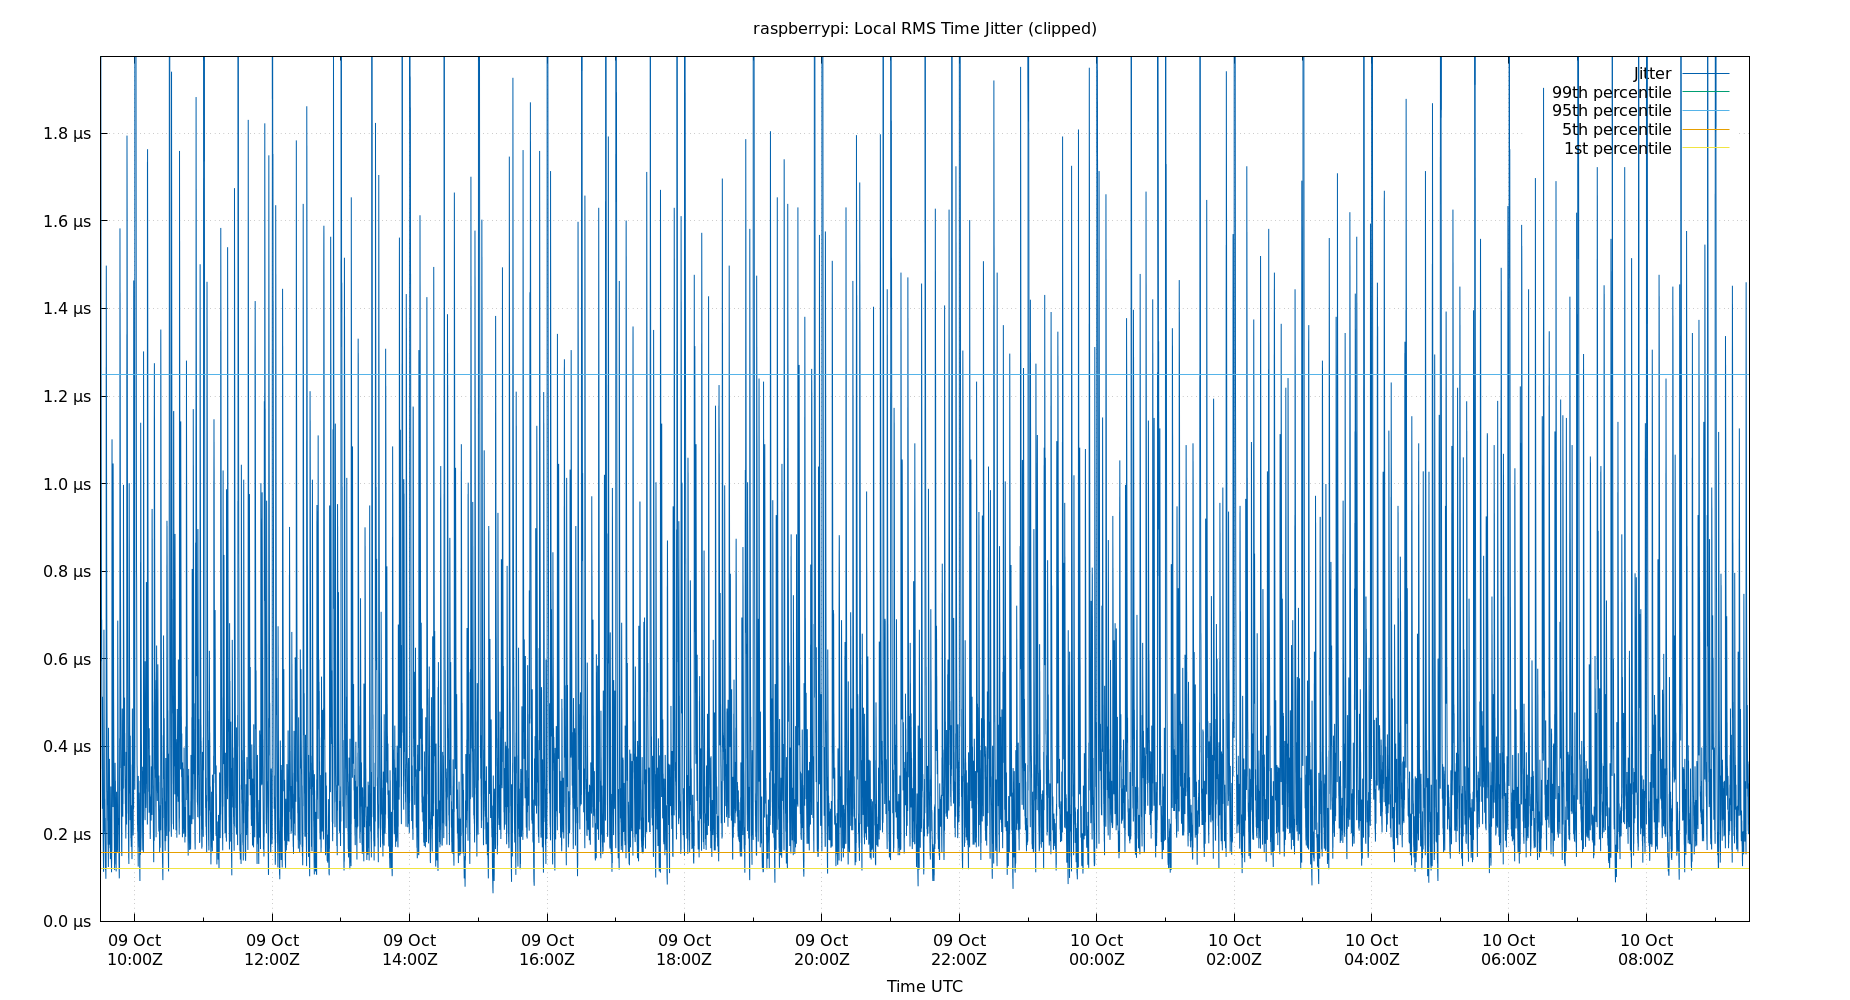 raspberrypi: Local RMS Time Jitter (clipped)
Jitter
99th percentile
95th percentile
5th percentile
1st percentile
1.8 µs
1.6 µs
1.4 µs
1.2 µs
1.0 µs
0.8 µs
0.6 µs
0.4 µs
0.2 µs
0.0 µs
09 Oct 09 Oct 09 Oct 09 Oct 09 Oct 09 Oct 09 Oct 10 Oct 10 Oct 10 Oct 10 Oct 10 Oct
10:00Z 12:00Z 14:00Z 16:00Z 18:00Z 20:00Z 22:00Z 00:00Z 02:00Z 04:00Z 06:00Z 08:00Z
Time UTC